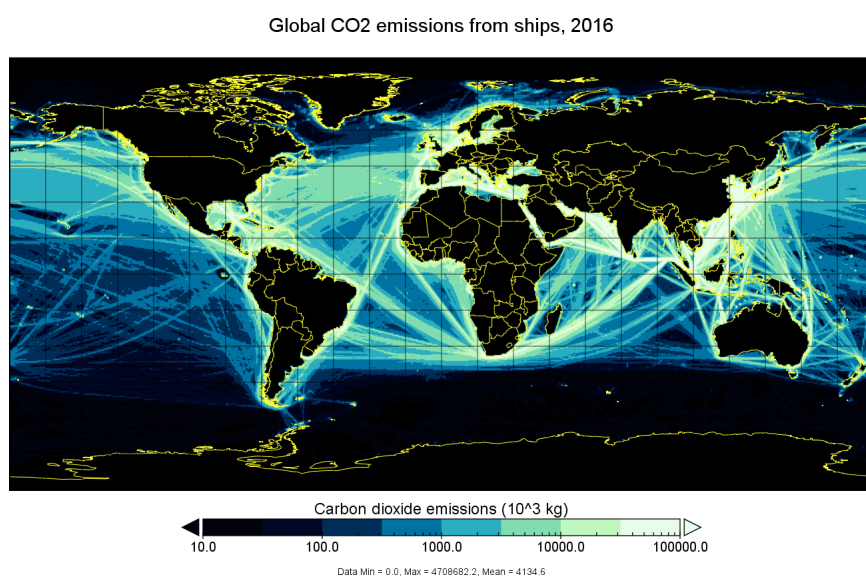 Global CO2 emissions from ships, 2016
Carbon dioxide emissions (10^3 kg)
10.0 100.0 1000.0 10000.0 100000.0
Data Min = 0.0, Max = 4708682.2, Mean = 4134.6